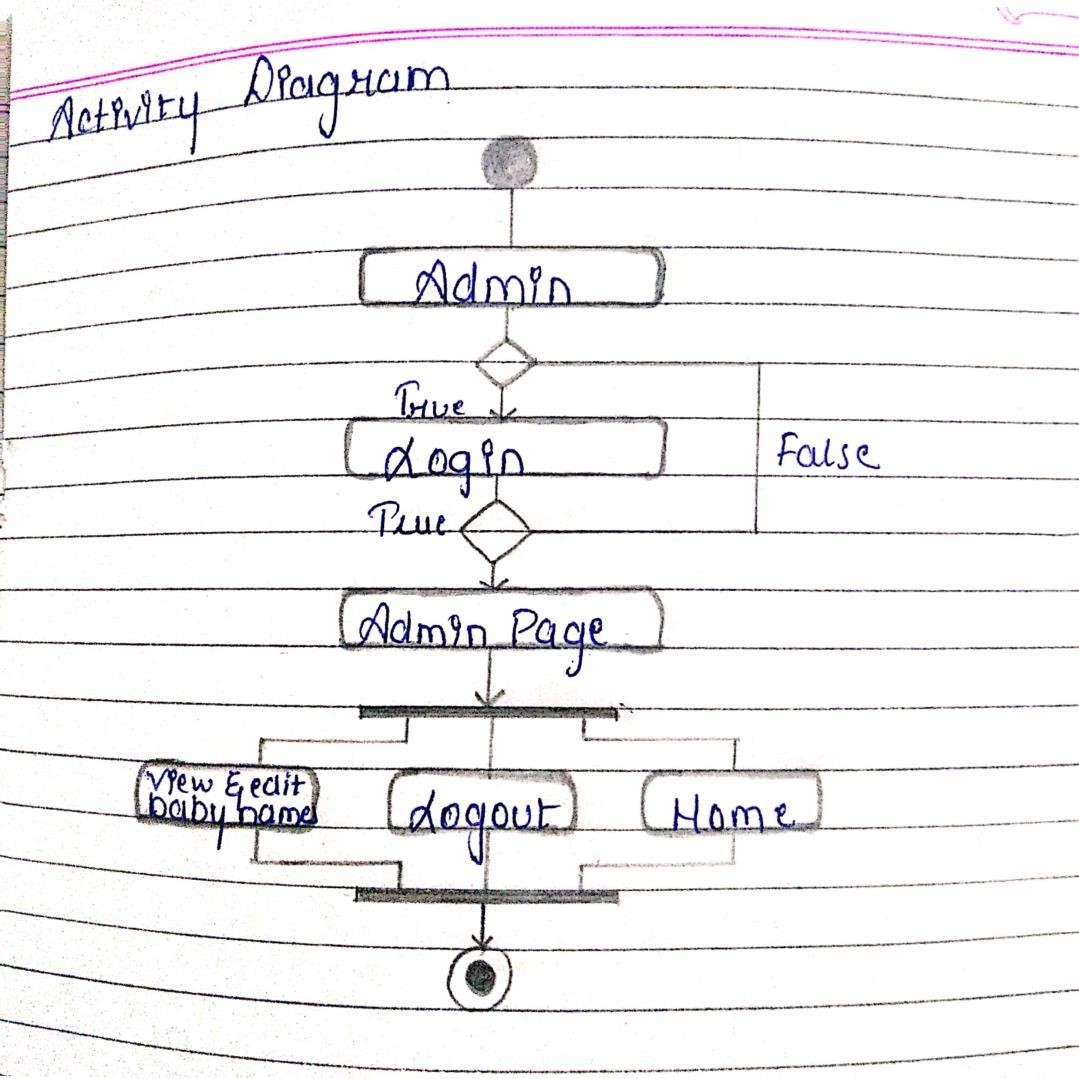 Activity Diagram
Admin
True
Login
False
True
Admin Page
View & edit
baby name
Logout
Home